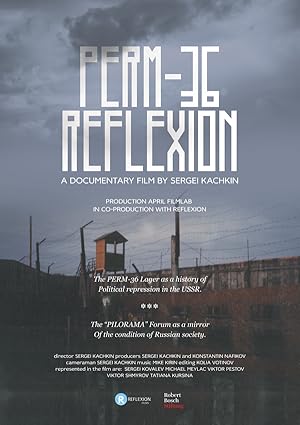 PERM-36
REFLEXION
A DOCUMENTARY FILM BY SERGEI KACHKIN
PRODUCTION APRIL FILMLAB
IN CO-PRODUCTION WITH REFLEXION
The PERM-36 Lager as a history of
Political repression in the USSR.
***
The "PILORAMA" Forum as a mirror
Of the condition of Russian society.
director SERGEI KACHKIN producers SERGEI KACHKIN and KONSTANTIN NAFIKOV
cameraman SERGEI KACHKIN music MIKE KIRIN editing KOLIA VOTINOV
represented in the film are: SERGEI KOVALEV MICHAEL MEYLAC VIKTOR PESTOV
VIKTOR SHMYROV TATIANA KURSINA
R REFLEXION
Robert
Bosch
Stiftung